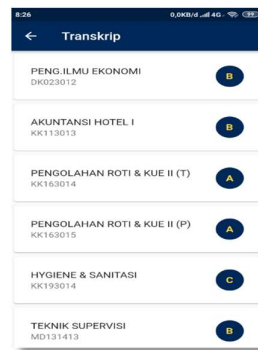 8:26
0,0KB/d 4G 99
Transkrip
PENG.ILMU EKONOMI
DK023012
B
AKUNTANSI HOTEL I
KK113013
B
PENGOLAHAN ROTI & KUE II (T)
KK163014
A
PENGOLAHAN ROTI & KUE II (P)
KK163015
A
HYGIENE & SANITASI
KK193014
C
TEKNIK SUPERVISI
MD131413
B